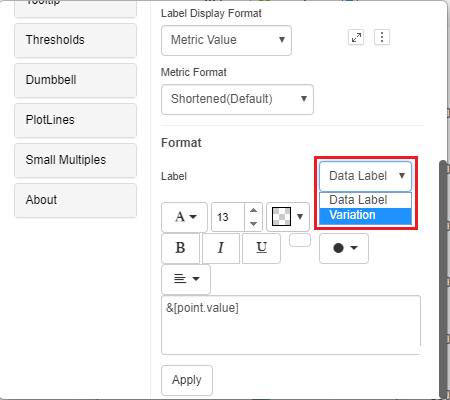 Tooltip
Thresholds
Dumbbell
PlotLines
Small Multiples
About
Label Display Format
Metric Value
Metric Format
Shortened(Default)
Format
Label
Data Label
Data Label
Variation
A
13
B I U
&[point.value]
Apply